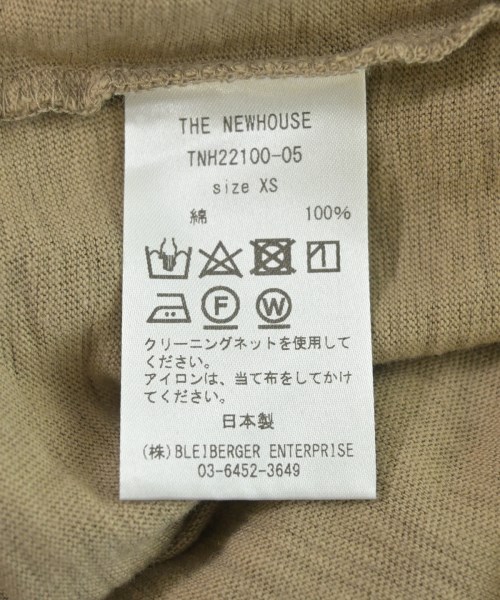 THE NEWHOUSE
TNH22100-05
size XS
綿 100%
F W
クリーニングネットを使用して
ください。
アイロンは、当て布をしてかけ
てください。
日本製
(株)BLEIBERGER ENTERPRISE
03-6452-3649